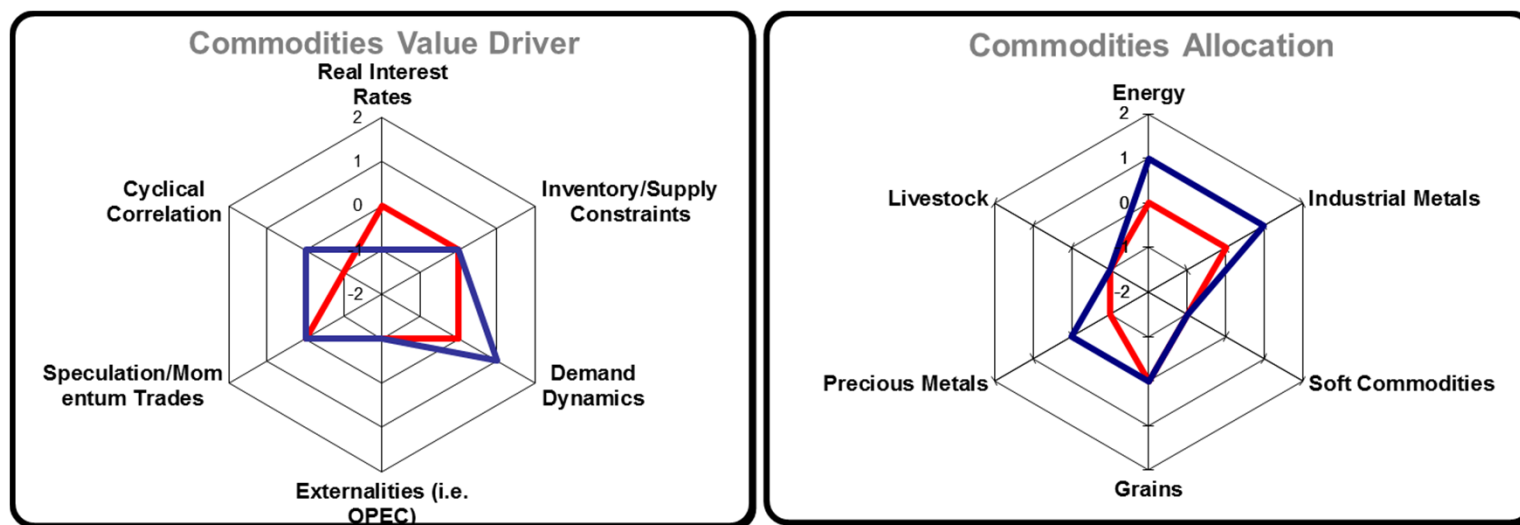 Commodities Value Driver
Real Interest
Rates
2
1
0
-1
-2
Cyclical
Correlation
Inventory/Supply
Constraints
Speculation/Mom
entum Trades
Demand
Dynamics
Externalities (i.e.
OPEC)
Commodities Allocation
Energy
2
1
0
-1
-2
Livestock
Industrial Metals
Precious Metals
Soft Commodities
Grains